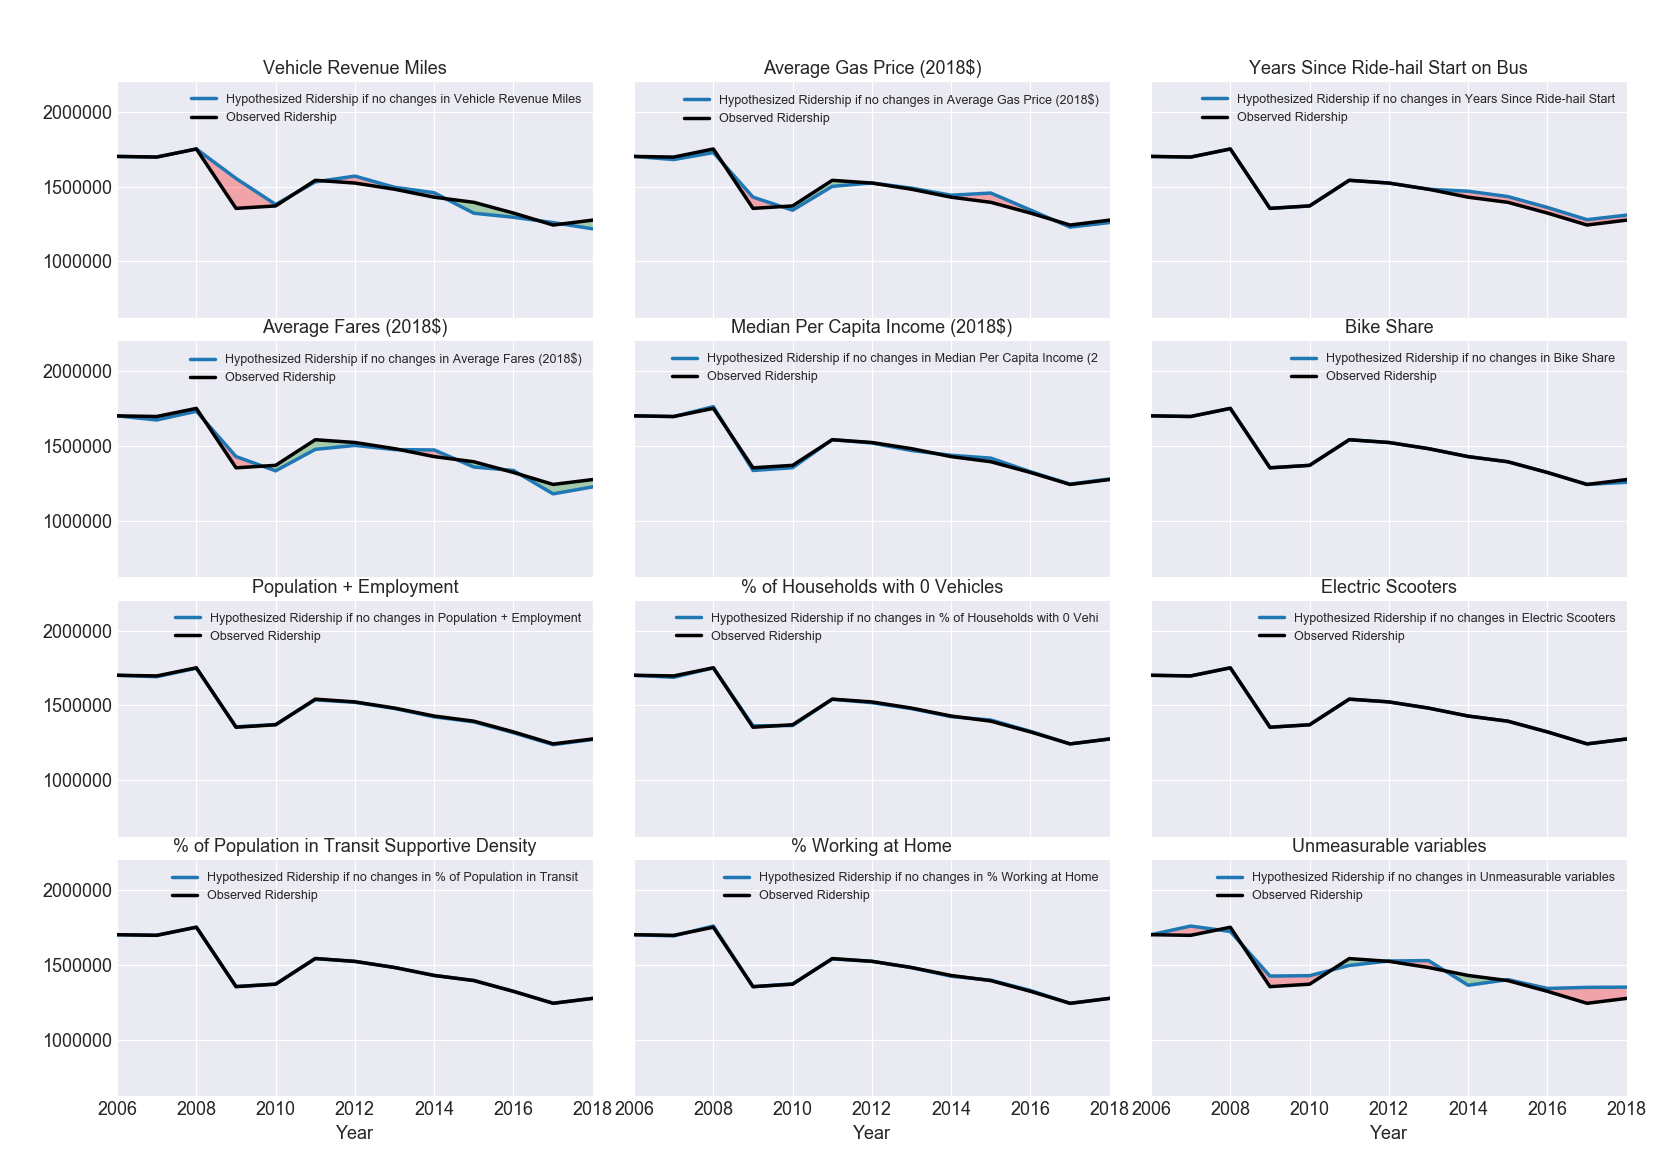 Vehicle Revenue Miles
Hypothesized Ridership if no changes in Vehicle Revenue Miles
Observed Ridership
2000000
1500000
1000000
Average Gas Price (2018$)
Hypothesized Ridership if no changes in Average Gas Price (2018$)
Observed Ridership
Years Since Ride-hail Start on Bus
Hypothesized Ridership if no changes in Years Since Ride-hail Start
Observed Ridership
Average Fares (2018$)
Hypothesized Ridership if no changes in Average Fares (2018$)
Observed Ridership
2000000
1500000
1000000
Median Per Capita Income (2018$)
Hypothesized Ridership if no changes in Median Per Capita Income (2
Observed Ridership
Bike Share
Hypothesized Ridership if no changes in Bike Share
Observed Ridership
Population + Employment
Hypothesized Ridership if no changes in Population + Employment
Observed Ridership
2000000
1500000
1000000
% of Households with 0 Vehicles
Hypothesized Ridership if no changes in % of Households with 0 Vehi
Observed Ridership
Electric Scooters
Hypothesized Ridership if no changes in Electric Scooters
Observed Ridership
% of Population in Transit Supportive Density
Hypothesized Ridership if no changes in % of Population in Transit
Observed Ridership
2000000
1500000
1000000
2006 2008 2010 2012 2014 2016 2018
Year
% Working at Home
Hypothesized Ridership if no changes in % Working at Home
Observed Ridership
2006 2008 2010 2012 2014 2016 2018
Year
Unmeasurable variables
Hypothesized Ridership if no changes in Unmeasurable variables
Observed Ridership
2006 2008 2010 2012 2014 2016 2018
Year